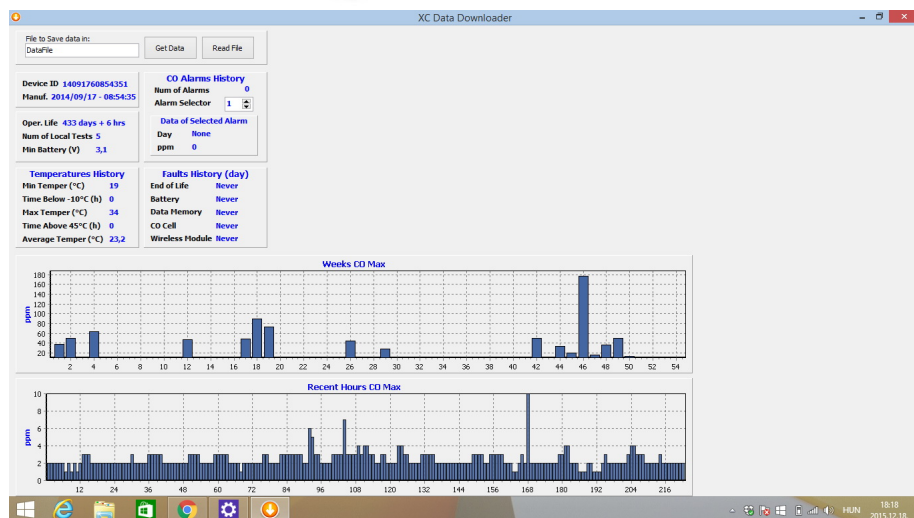 XC Data Downloader
File to Save data in:
DataFile
Get Data
Read File
Device ID 14091760854351
Manuf. 2014/09/17 - 08:54:35
Oper. Life 433 days + 6 hrs
Num of Local Tests 5
Min Battery (V) 3,1
CO Alarms History
Num of Alarms 0
Alarm Selector 1
Data of Selected Alarm
Day None
ppm 0
Temperatures History
Min Temper (°C) 19
Time Below -10°C (h) 0
Max Temper (°C) 34
Time Above 45°C (h) 0
Average Temper (°C) 23,2
Faults History (day)
End of Life Never
Battery Never
Data Memory Never
CO Cell Never
Wireless Module Never
Weeks CO Max
ppm
180
160
140
120
100
80
60
40
20
2 4 6 8 10 12 14 16 18 20 22 24 26 28 30 32 34 36 38 40 42 44 46 48 50 52 54
Recent Hours CO Max
ppm
10
8
6
4
2
0
12 24 36 48 60 72 84 96 108 120 132 144 156 168 180 192 204 216
HUN
18:18
2015.12.18.